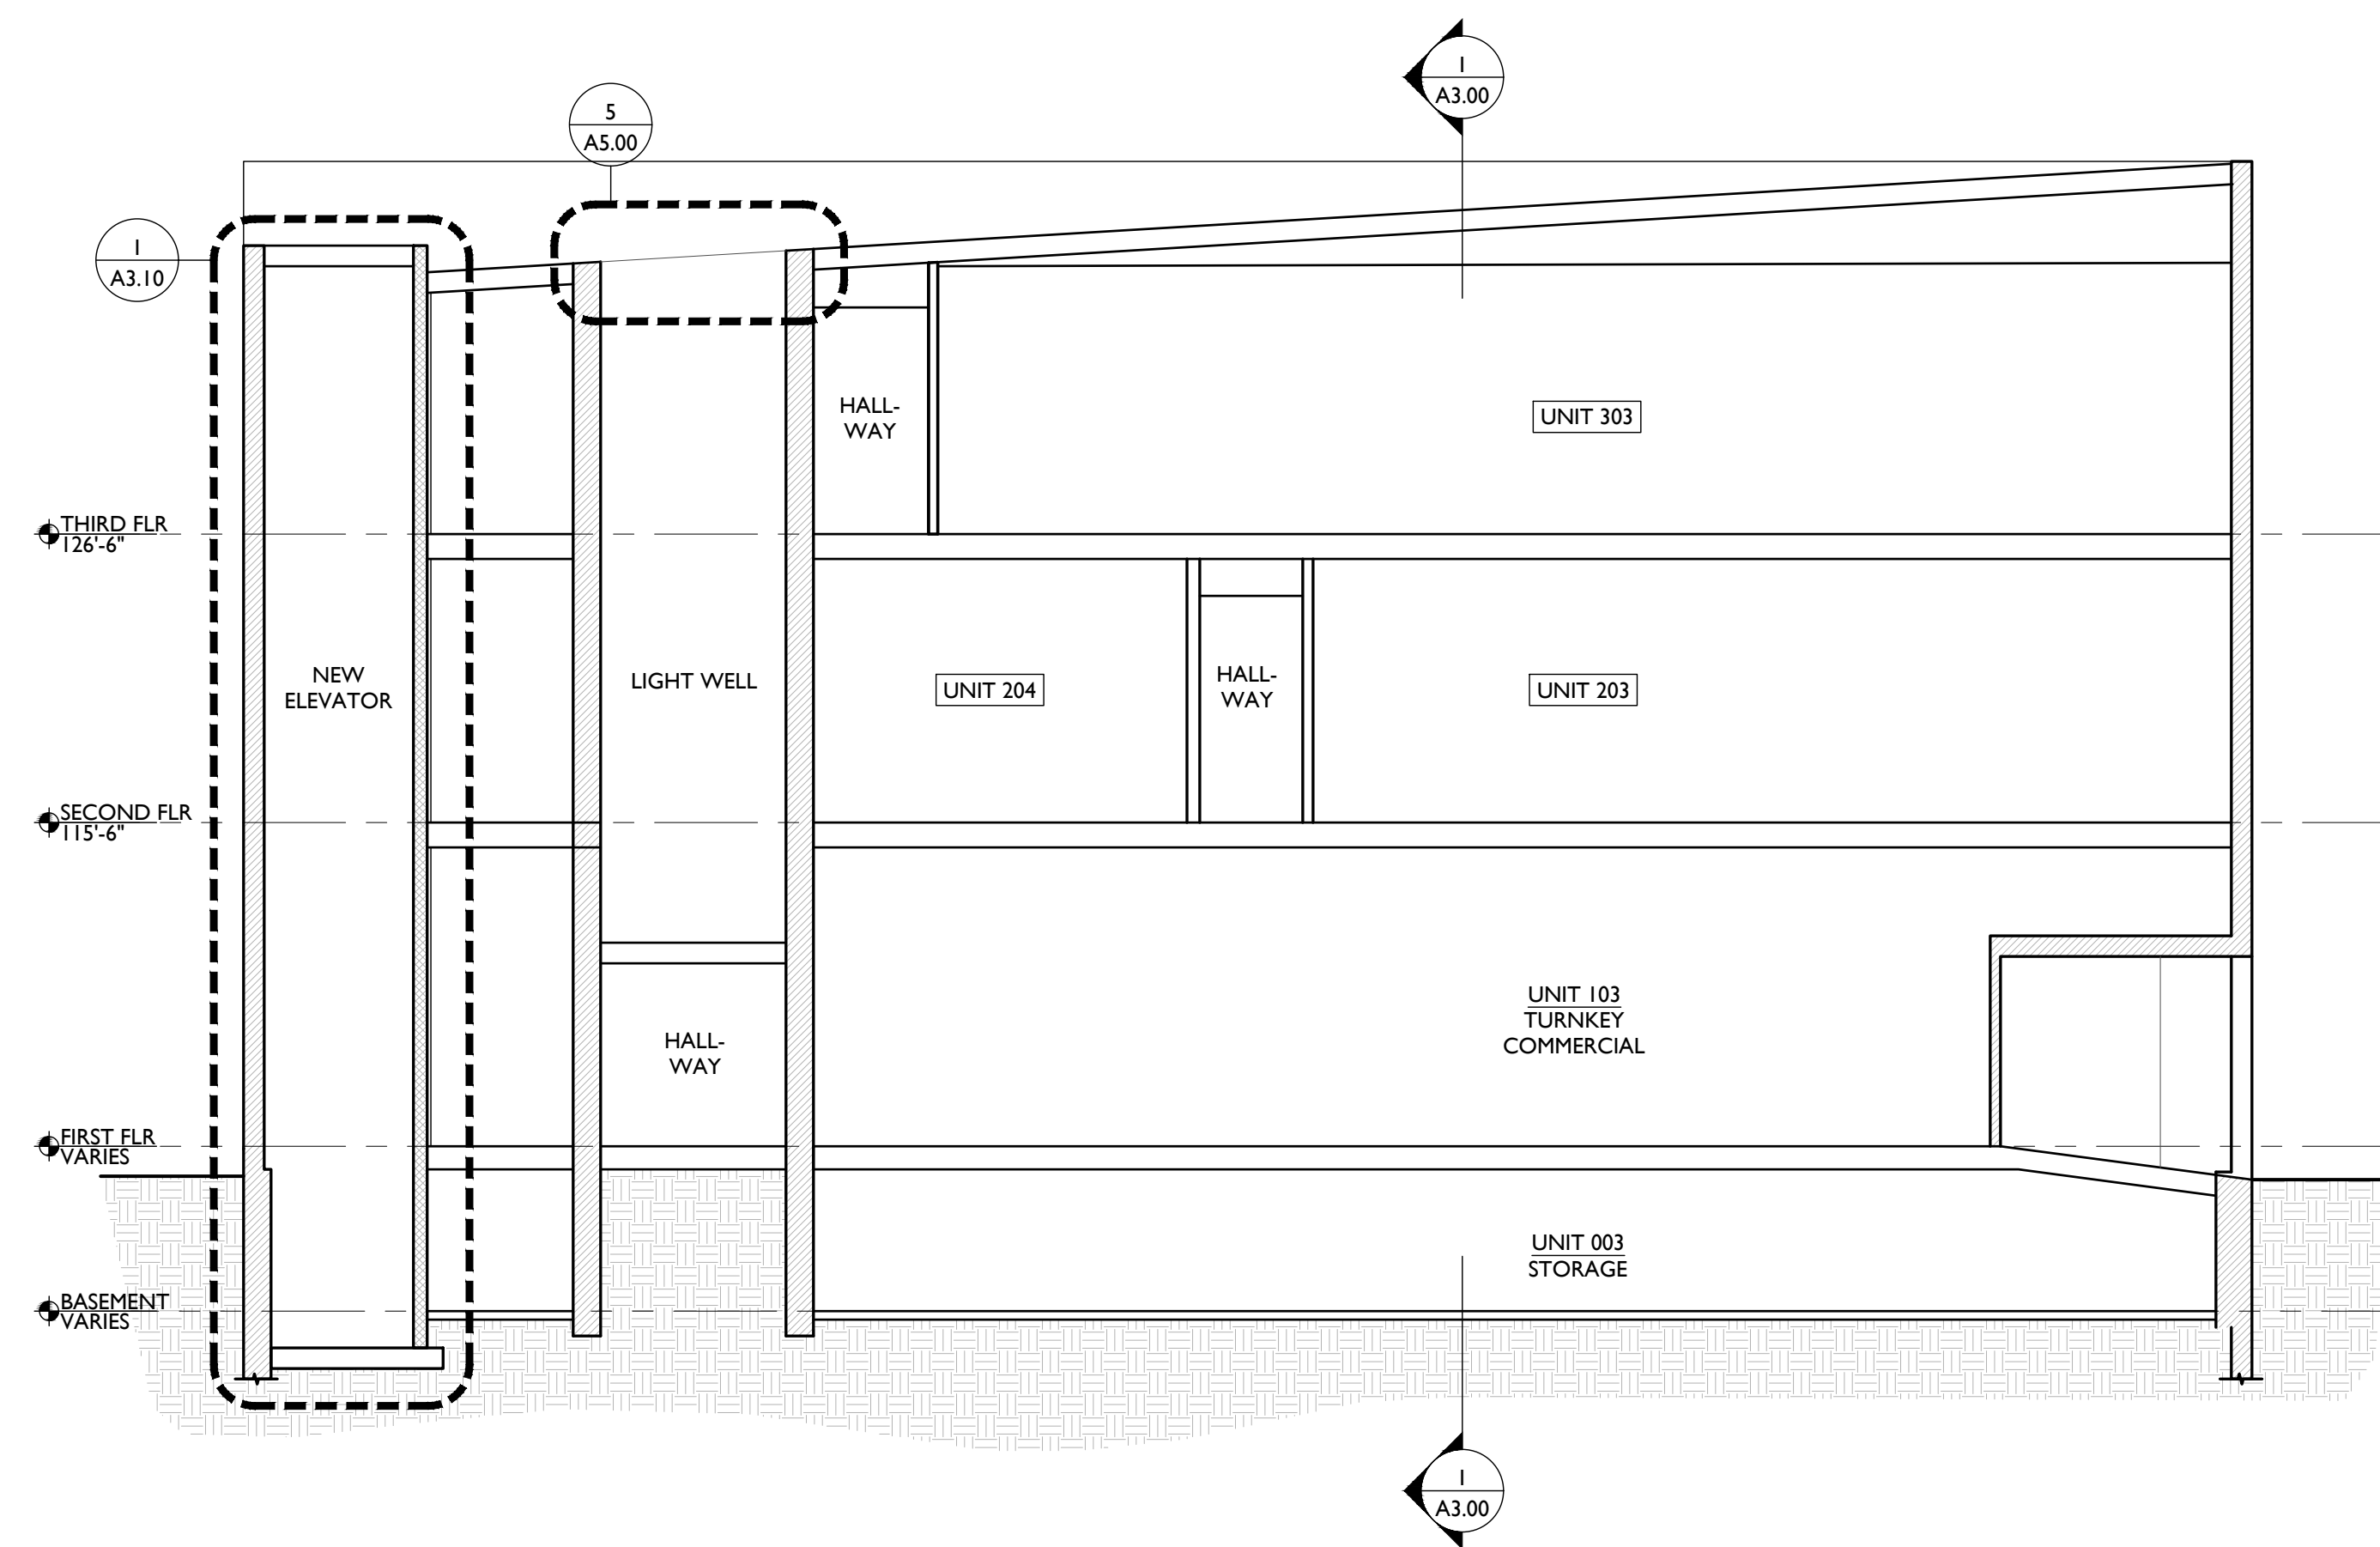 1
A3.00
5
A5.00
1
A3.10
HALL-
WAY
UNIT 303
THIRD FLR
126'-6"
NEW
ELEVATOR
LIGHT WELL
UNIT 204
HALL-
WAY
UNIT 203
SECOND FLR
115'-6"
HALL-
WAY
UNIT 103
TURNKEY
COMMERCIAL
FIRST FLR
VARIES
UNIT 003
STORAGE
BASEMENT
VARIES
1
A3.00